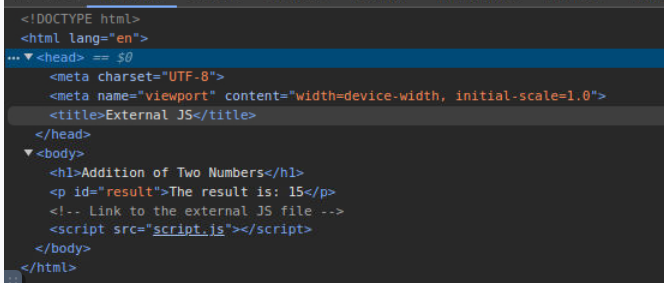 <!DOCTYPE html>
<html lang="en">
<head> == $0
<meta charset="UTF-8">
<meta name="viewport" content="width=device-width, initial-scale=1.0">
<title>External JS</title>
</head>
<body>
<h1>Addition of Two Numbers</h1>
<p id="result">The result is: 15</p>
<!-- Link to the external JS file -->
<script src="script.js"></script>
</body>
</html>